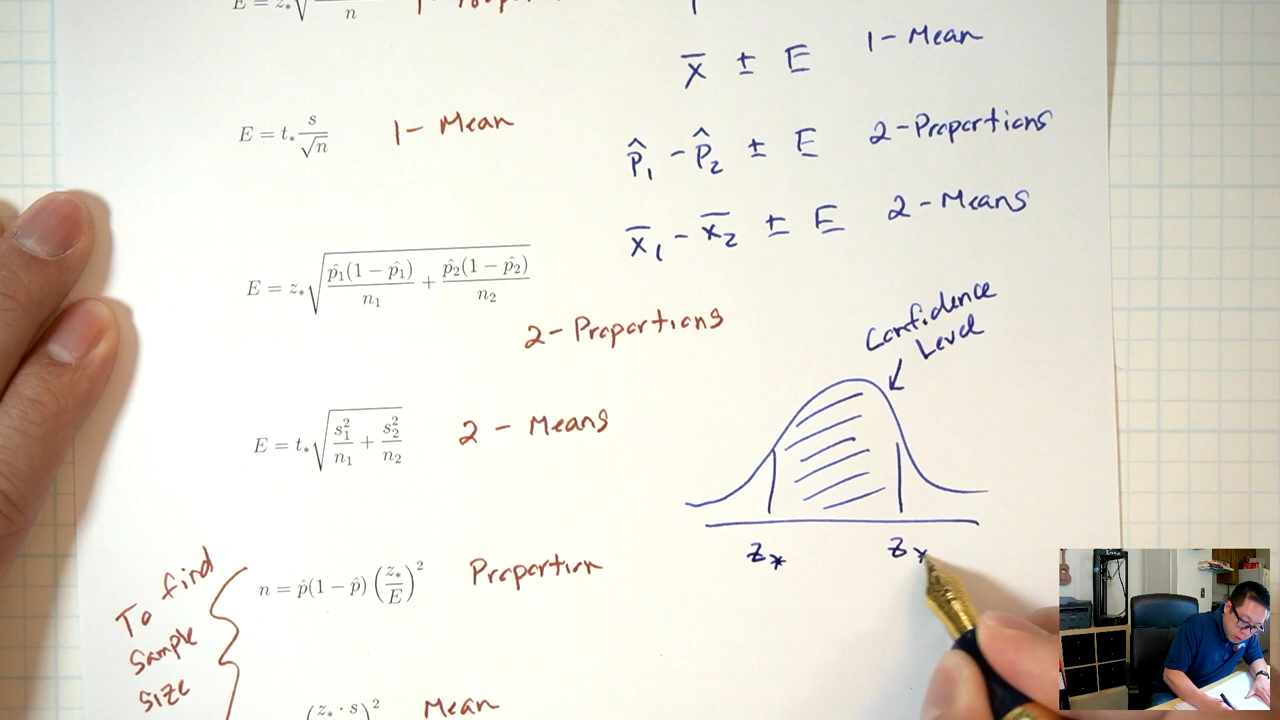 n
x̄ ± E 1- Mean
E = t* s/√n 1- Mean
p̂1 - p̂2 ± E 2-Proportions
x̄1 - x̄2 ± E 2-Means
E = z* √(p̂1(1 − p̂1)/n1 + p̂2(1 − p̂2)/n2)
2-Proportions
Confidence
Level
E = t* √(s1²/n1 + s2²/n2) 2 - Means
z* z*
To find
Sample
Size
n = p̂(1 − p̂) (z*/E)² Proportion
(z* · s)² Mean